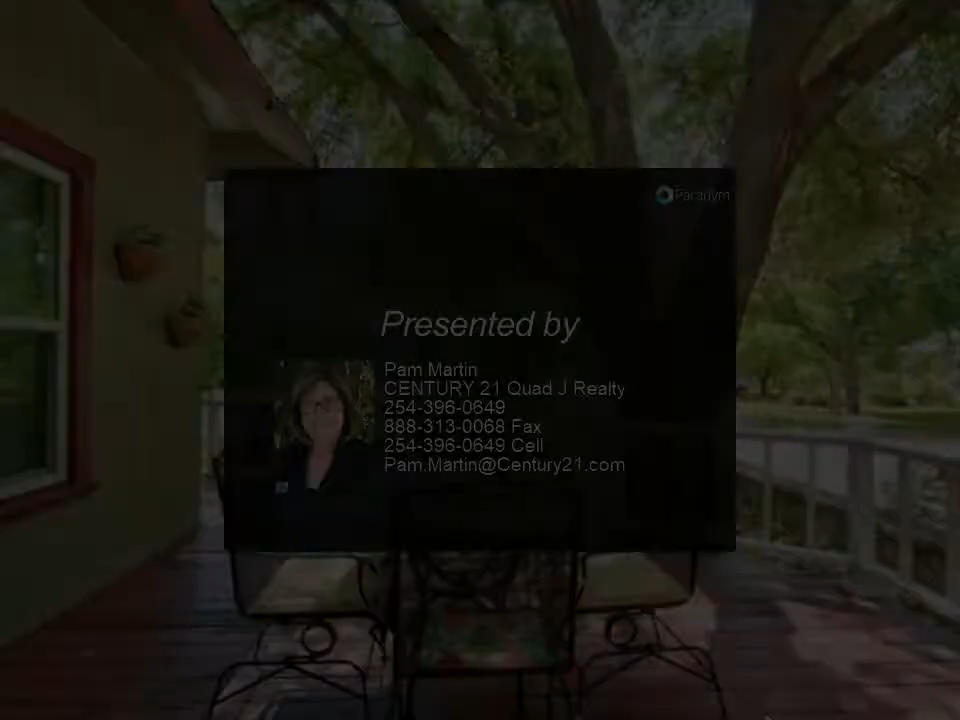 Paradym
Presented by
Pam Martin
CENTURY 21 Quad J Realty
254-396-0649
888-313-0068 Fax
254-396-0649 Cell
Pam.Martin@Century21.com